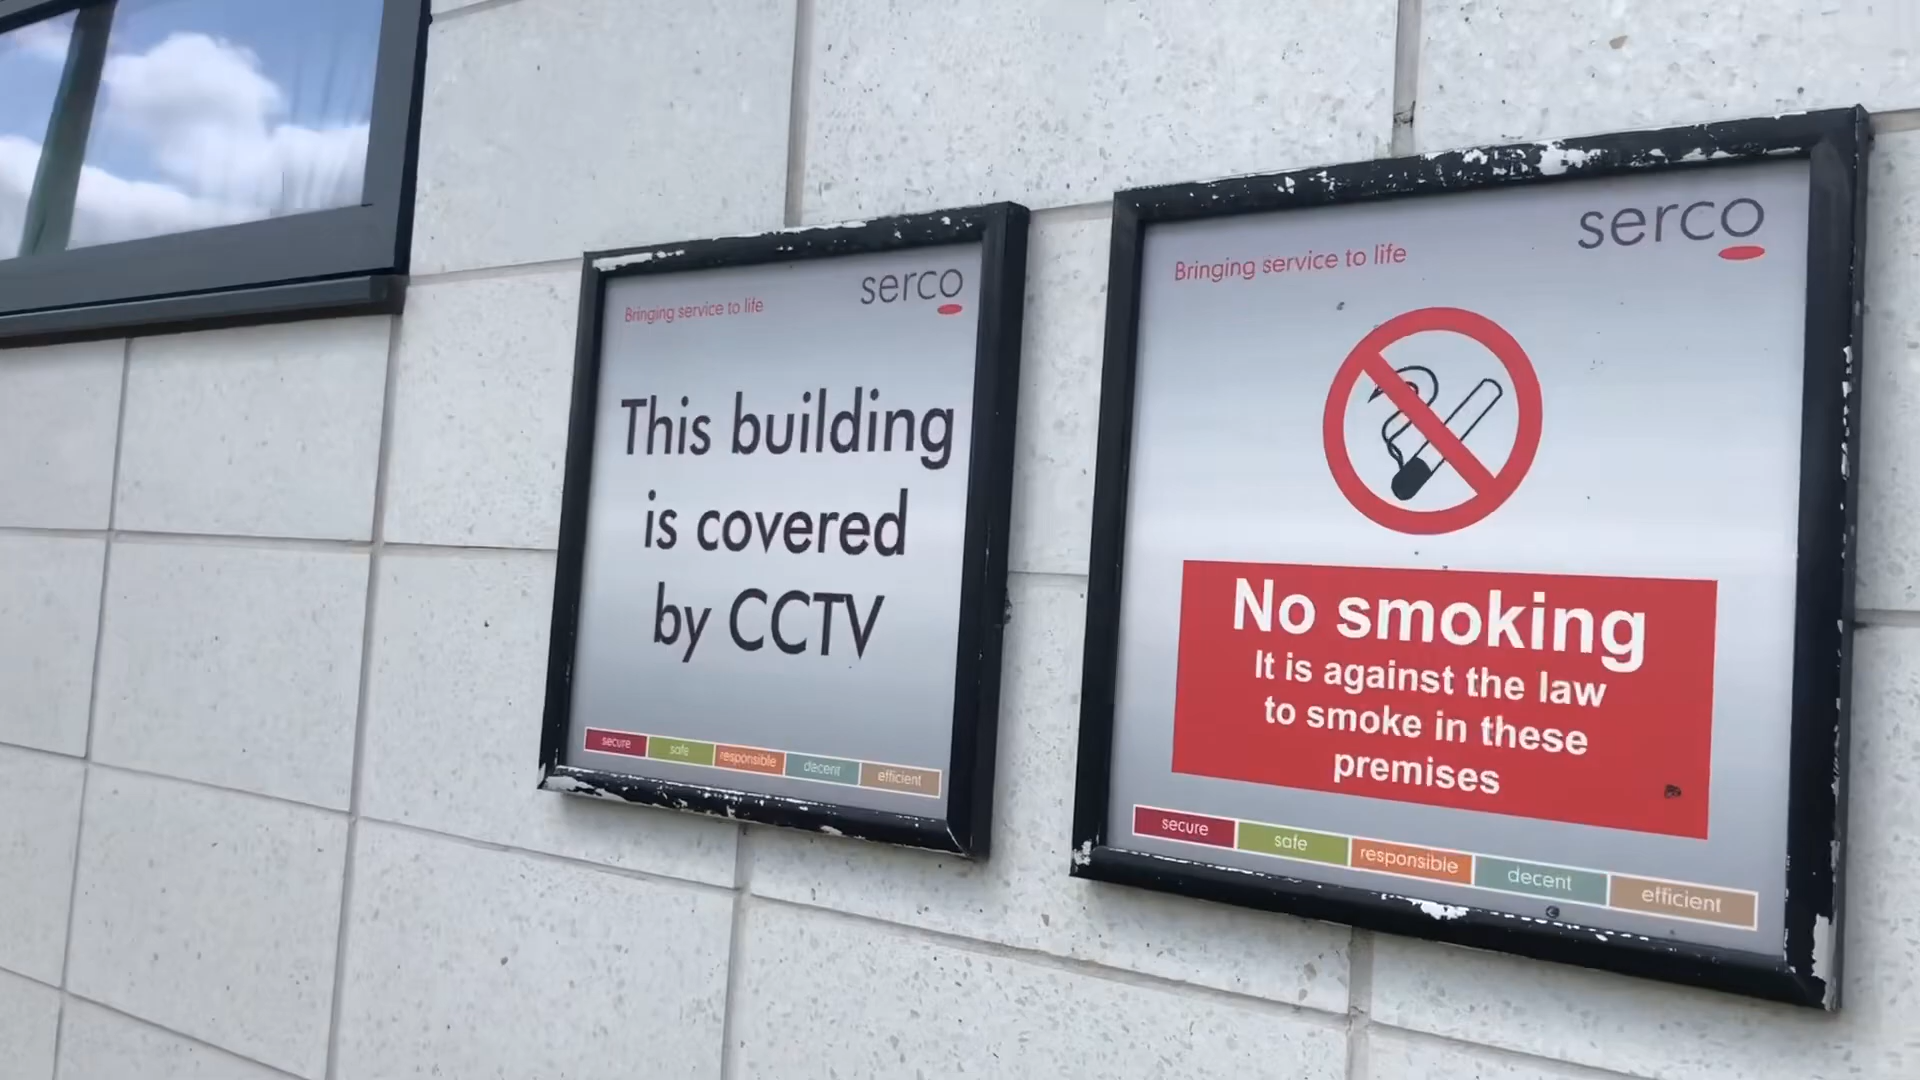 Bringing service to life
serco
This building
is covered
by CCTV
secure safe responsible decent efficient
Bringing service to life
serco
No smoking
It is against the law
to smoke in these
premises
secure safe responsible decent efficient